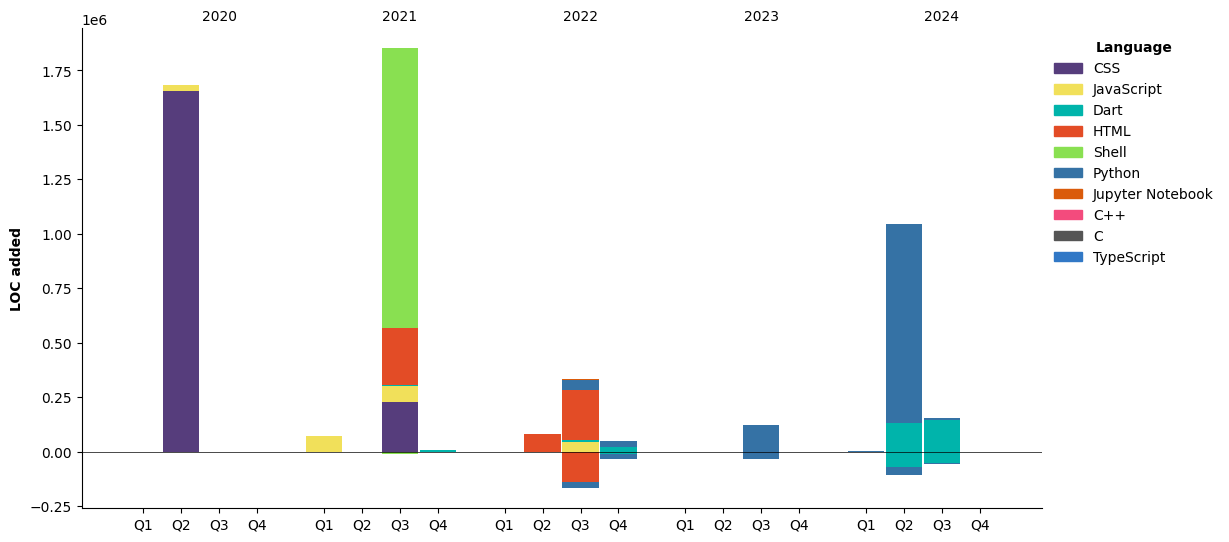 1e6
2020 2021 2022 2023 2024
LOC added
1.75
1.50
1.25
1.00
0.75
0.50
0.25
0.00
−0.25
Q1 Q2 Q3 Q4 Q1 Q2 Q3 Q4 Q1 Q2 Q3 Q4 Q1 Q2 Q3 Q4 Q1 Q2 Q3 Q4
Language
CSS
JavaScript
Dart
HTML
Shell
Python
Jupyter Notebook
C++
C
TypeScript